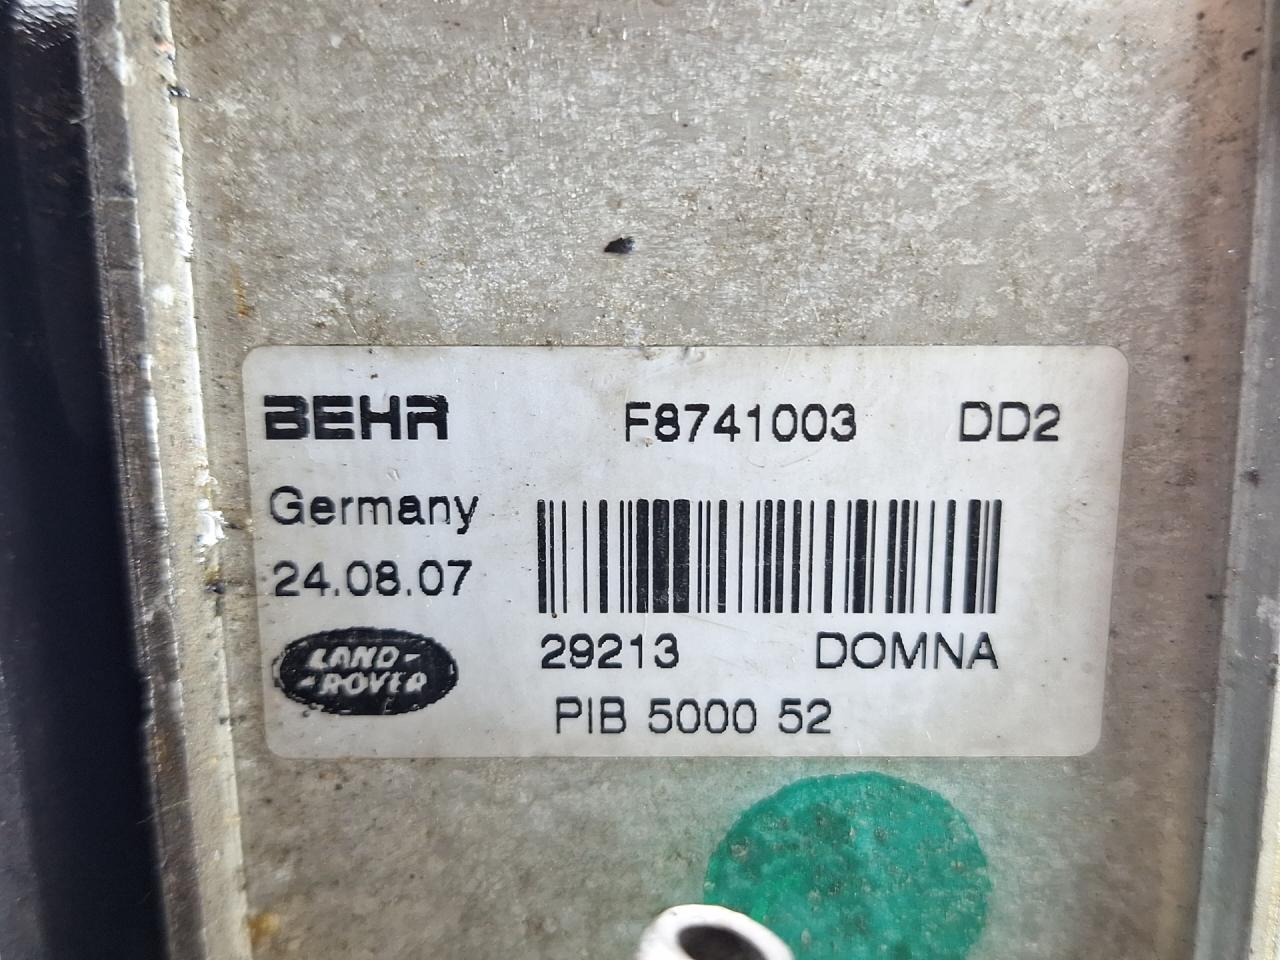 BEHR F8741003 DD2
Germany
24.08.07
29213 DOMNA
LAND-
-ROVER
PIB 5000 52